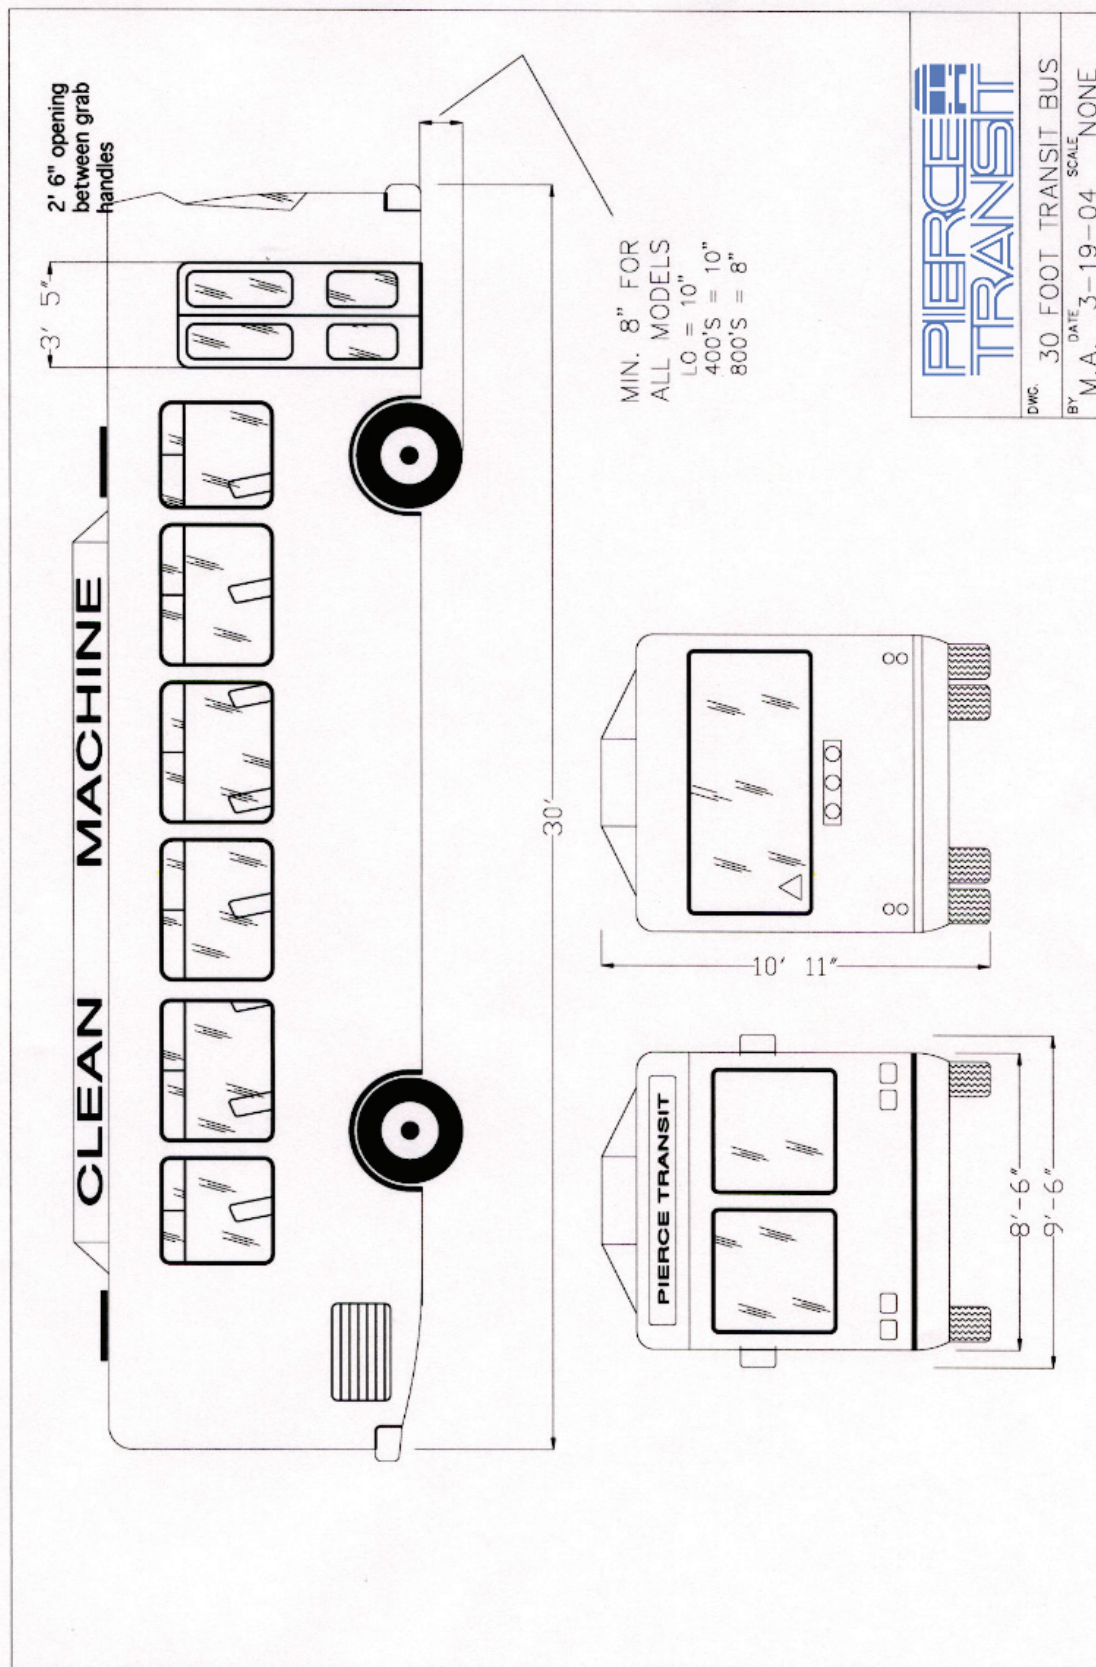 2' 6" opening
between grab
handles
3' 5"
CLEAN MACHINE
30'
MIN. 8" FOR
ALL MODELS
LO = 10"
400'S = 10"
800'S = 8"
PIERCE TRANSIT
8'-6"
9'-6"
10' 11"
PIERCE
TRANSIT
DWG. 30 FOOT TRANSIT BUS
BY M.A. DATE 3-19-04 SCALE NONE